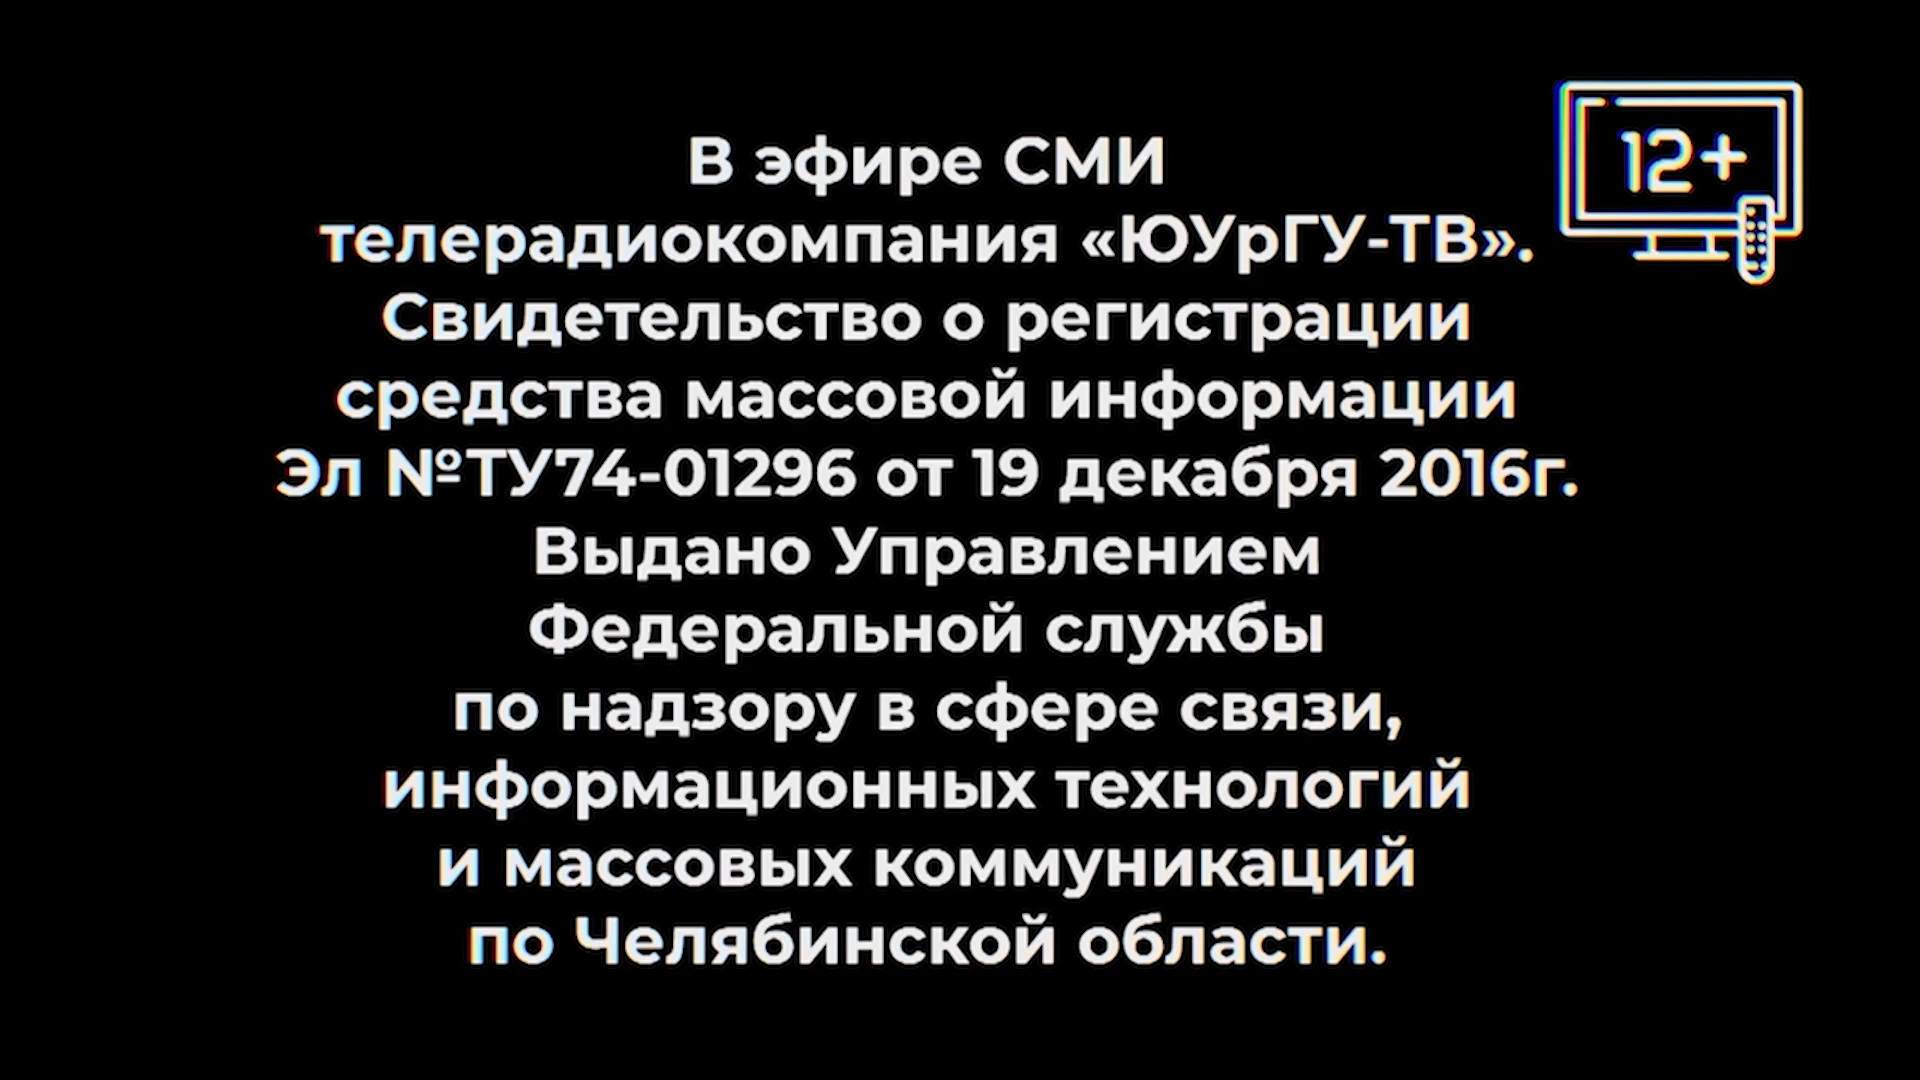 12+
В эфире СМИ
телерадиокомпания «ЮУрГУ-ТВ».
Свидетельство о регистрации
средства массовой информации
Эл №ТУ74-01296 от 19 декабря 2016г.
Выдано Управлением
Федеральной службы
по надзору в сфере связи,
информационных технологий
и массовых коммуникаций
по Челябинской области.